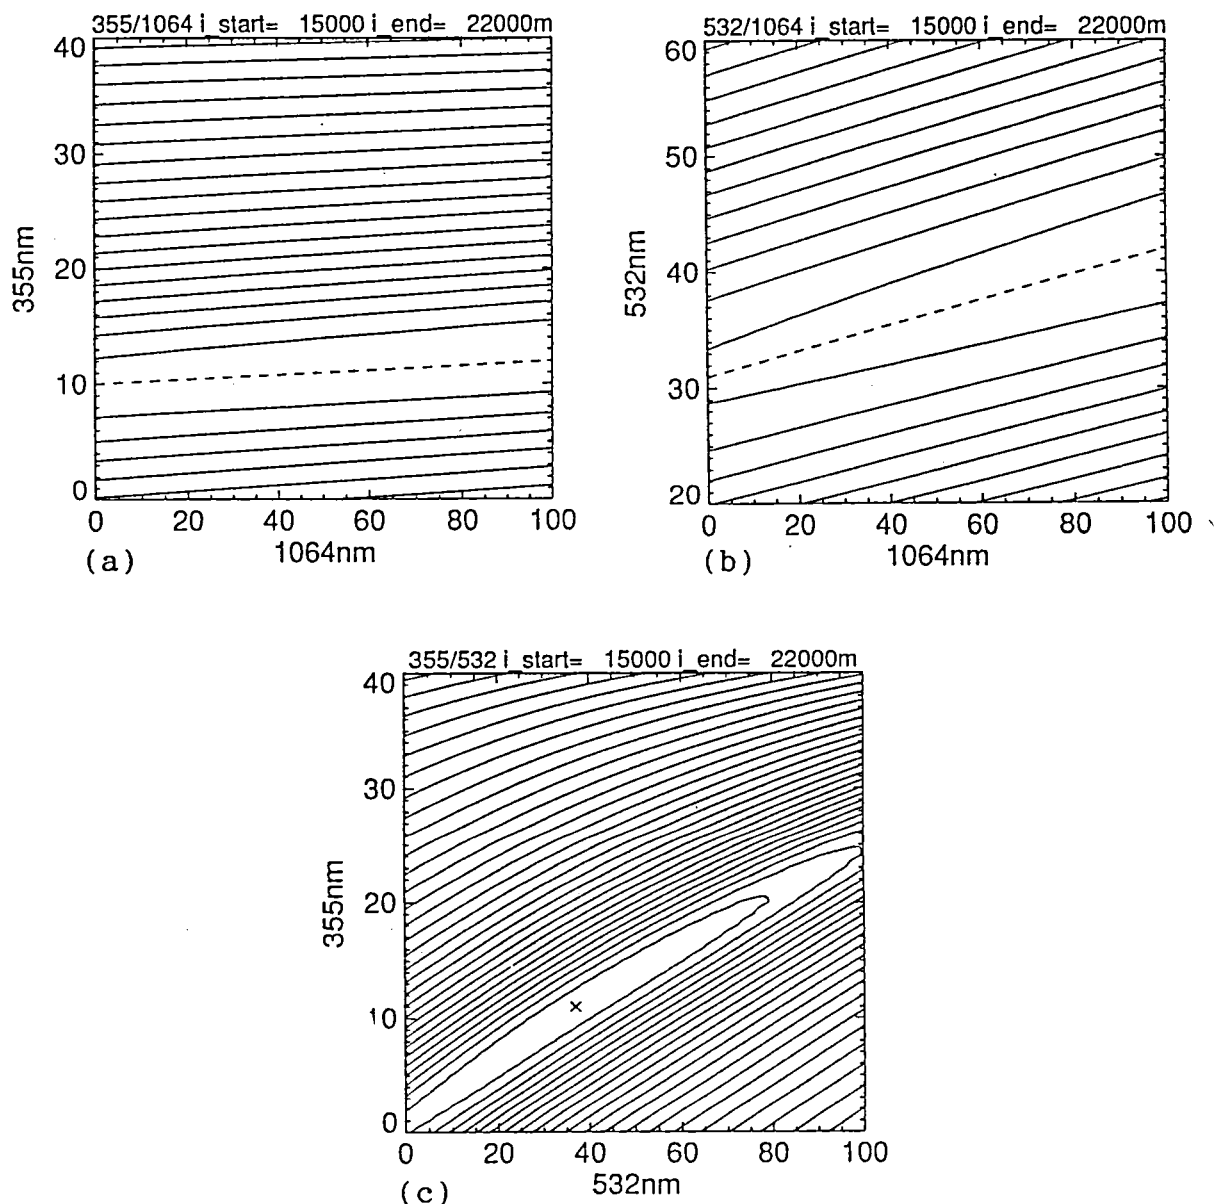 355/1064 i_start= 15000 i_end= 22000m
40
30
20
10
0
355nm
0 20 40 60 80 100
1064nm
(a)
532/1064 i_start= 15000 i_end= 22000m
60
50
40
30
20
532nm
0 20 40 60 80 100
1064nm
(b)
355/532 i_start= 15000 i_end= 22000m
40
30
20
10
0
355nm
0 20 40 60 80 100
532nm
(c)